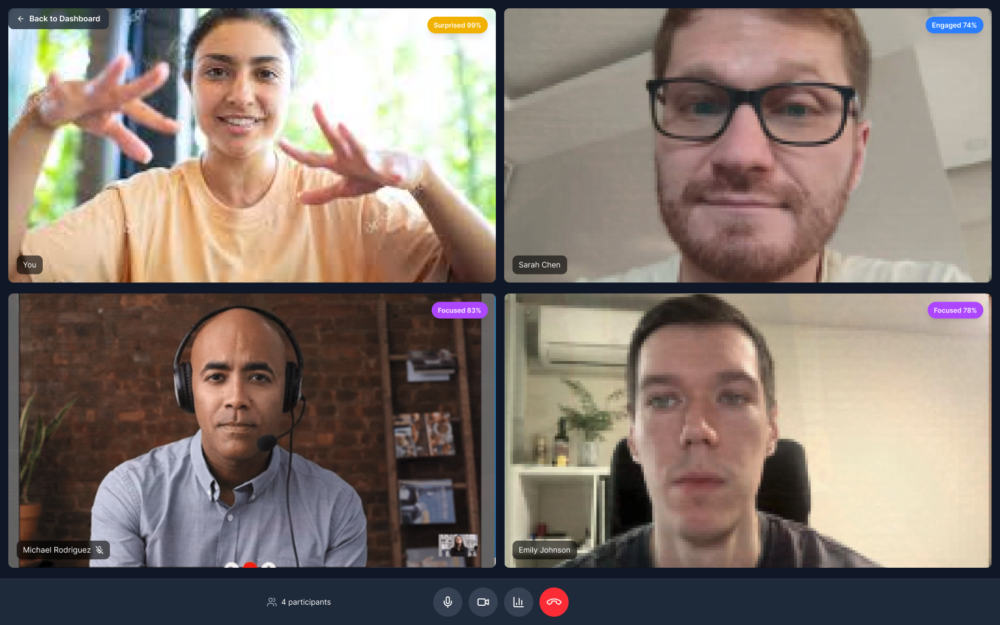 Back to Dashboard
Surprised 99%
You
Engaged 74%
Sarah Chen
Focused 83%
Michael Rodriguez
Focused 78%
Emily Johnson
4 participants